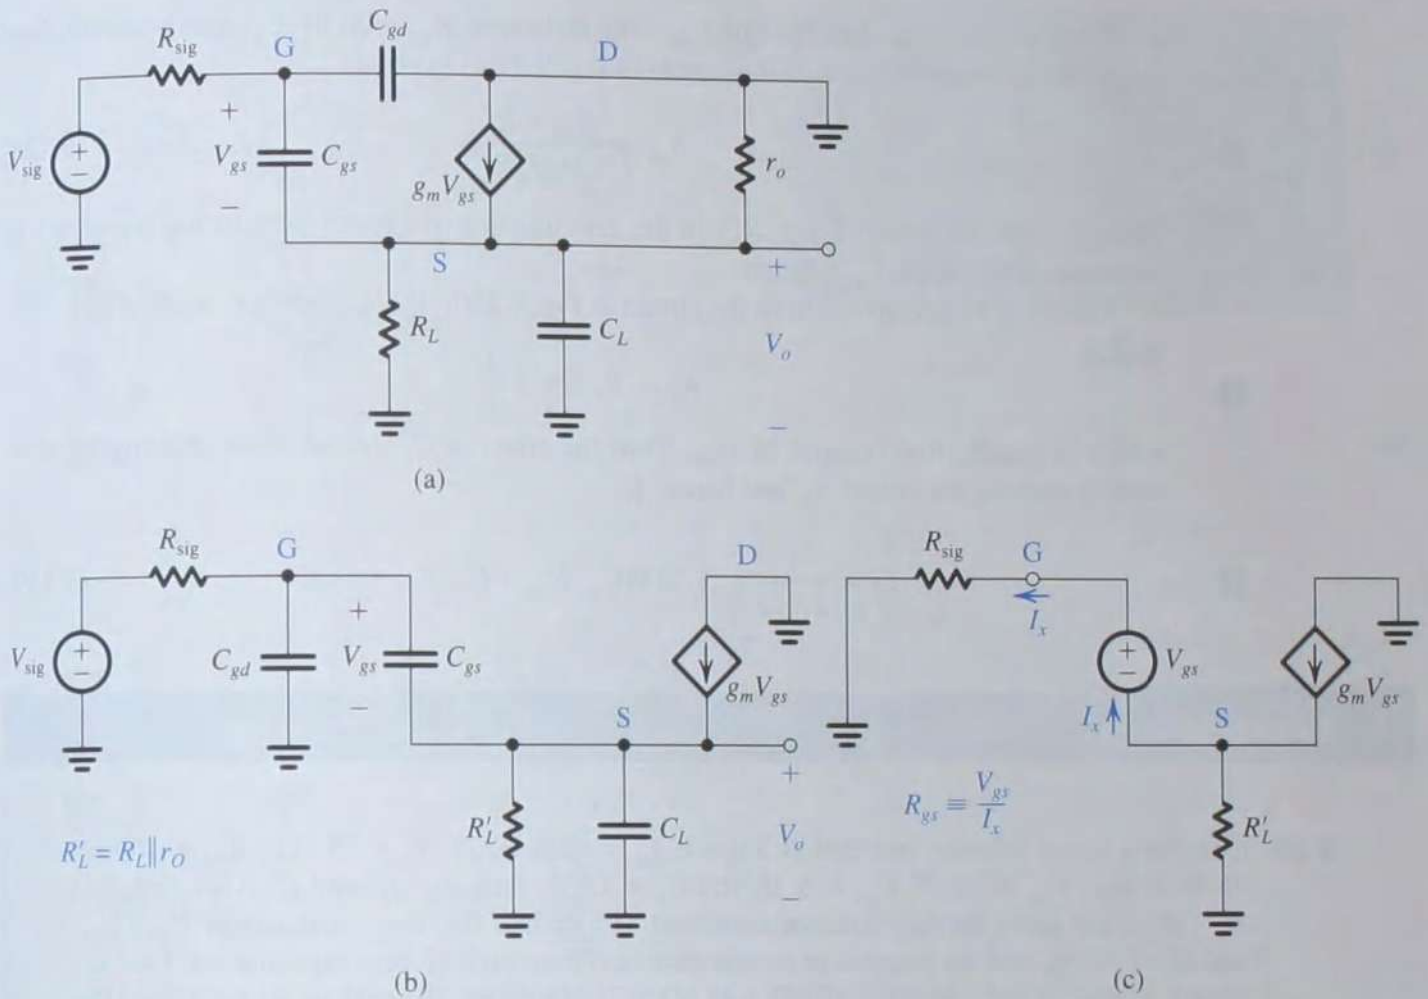 C_gd
R_sig G D
+
V_sig + − V_gs C_gs g_m V_gs r_o
−
S +
R_L C_L V_o
−
(a)
R_sig G D
+
V_sig + − C_gd V_gs C_gs g_m V_gs
−
S
+
R'_L C_L V_o
−
R'_L = R_L || r_O
(b)
R_sig G
I_x
+ − V_gs g_m V_gs
I_x S
R_gs ≡ V_gs / I_x
R'_L
(c)